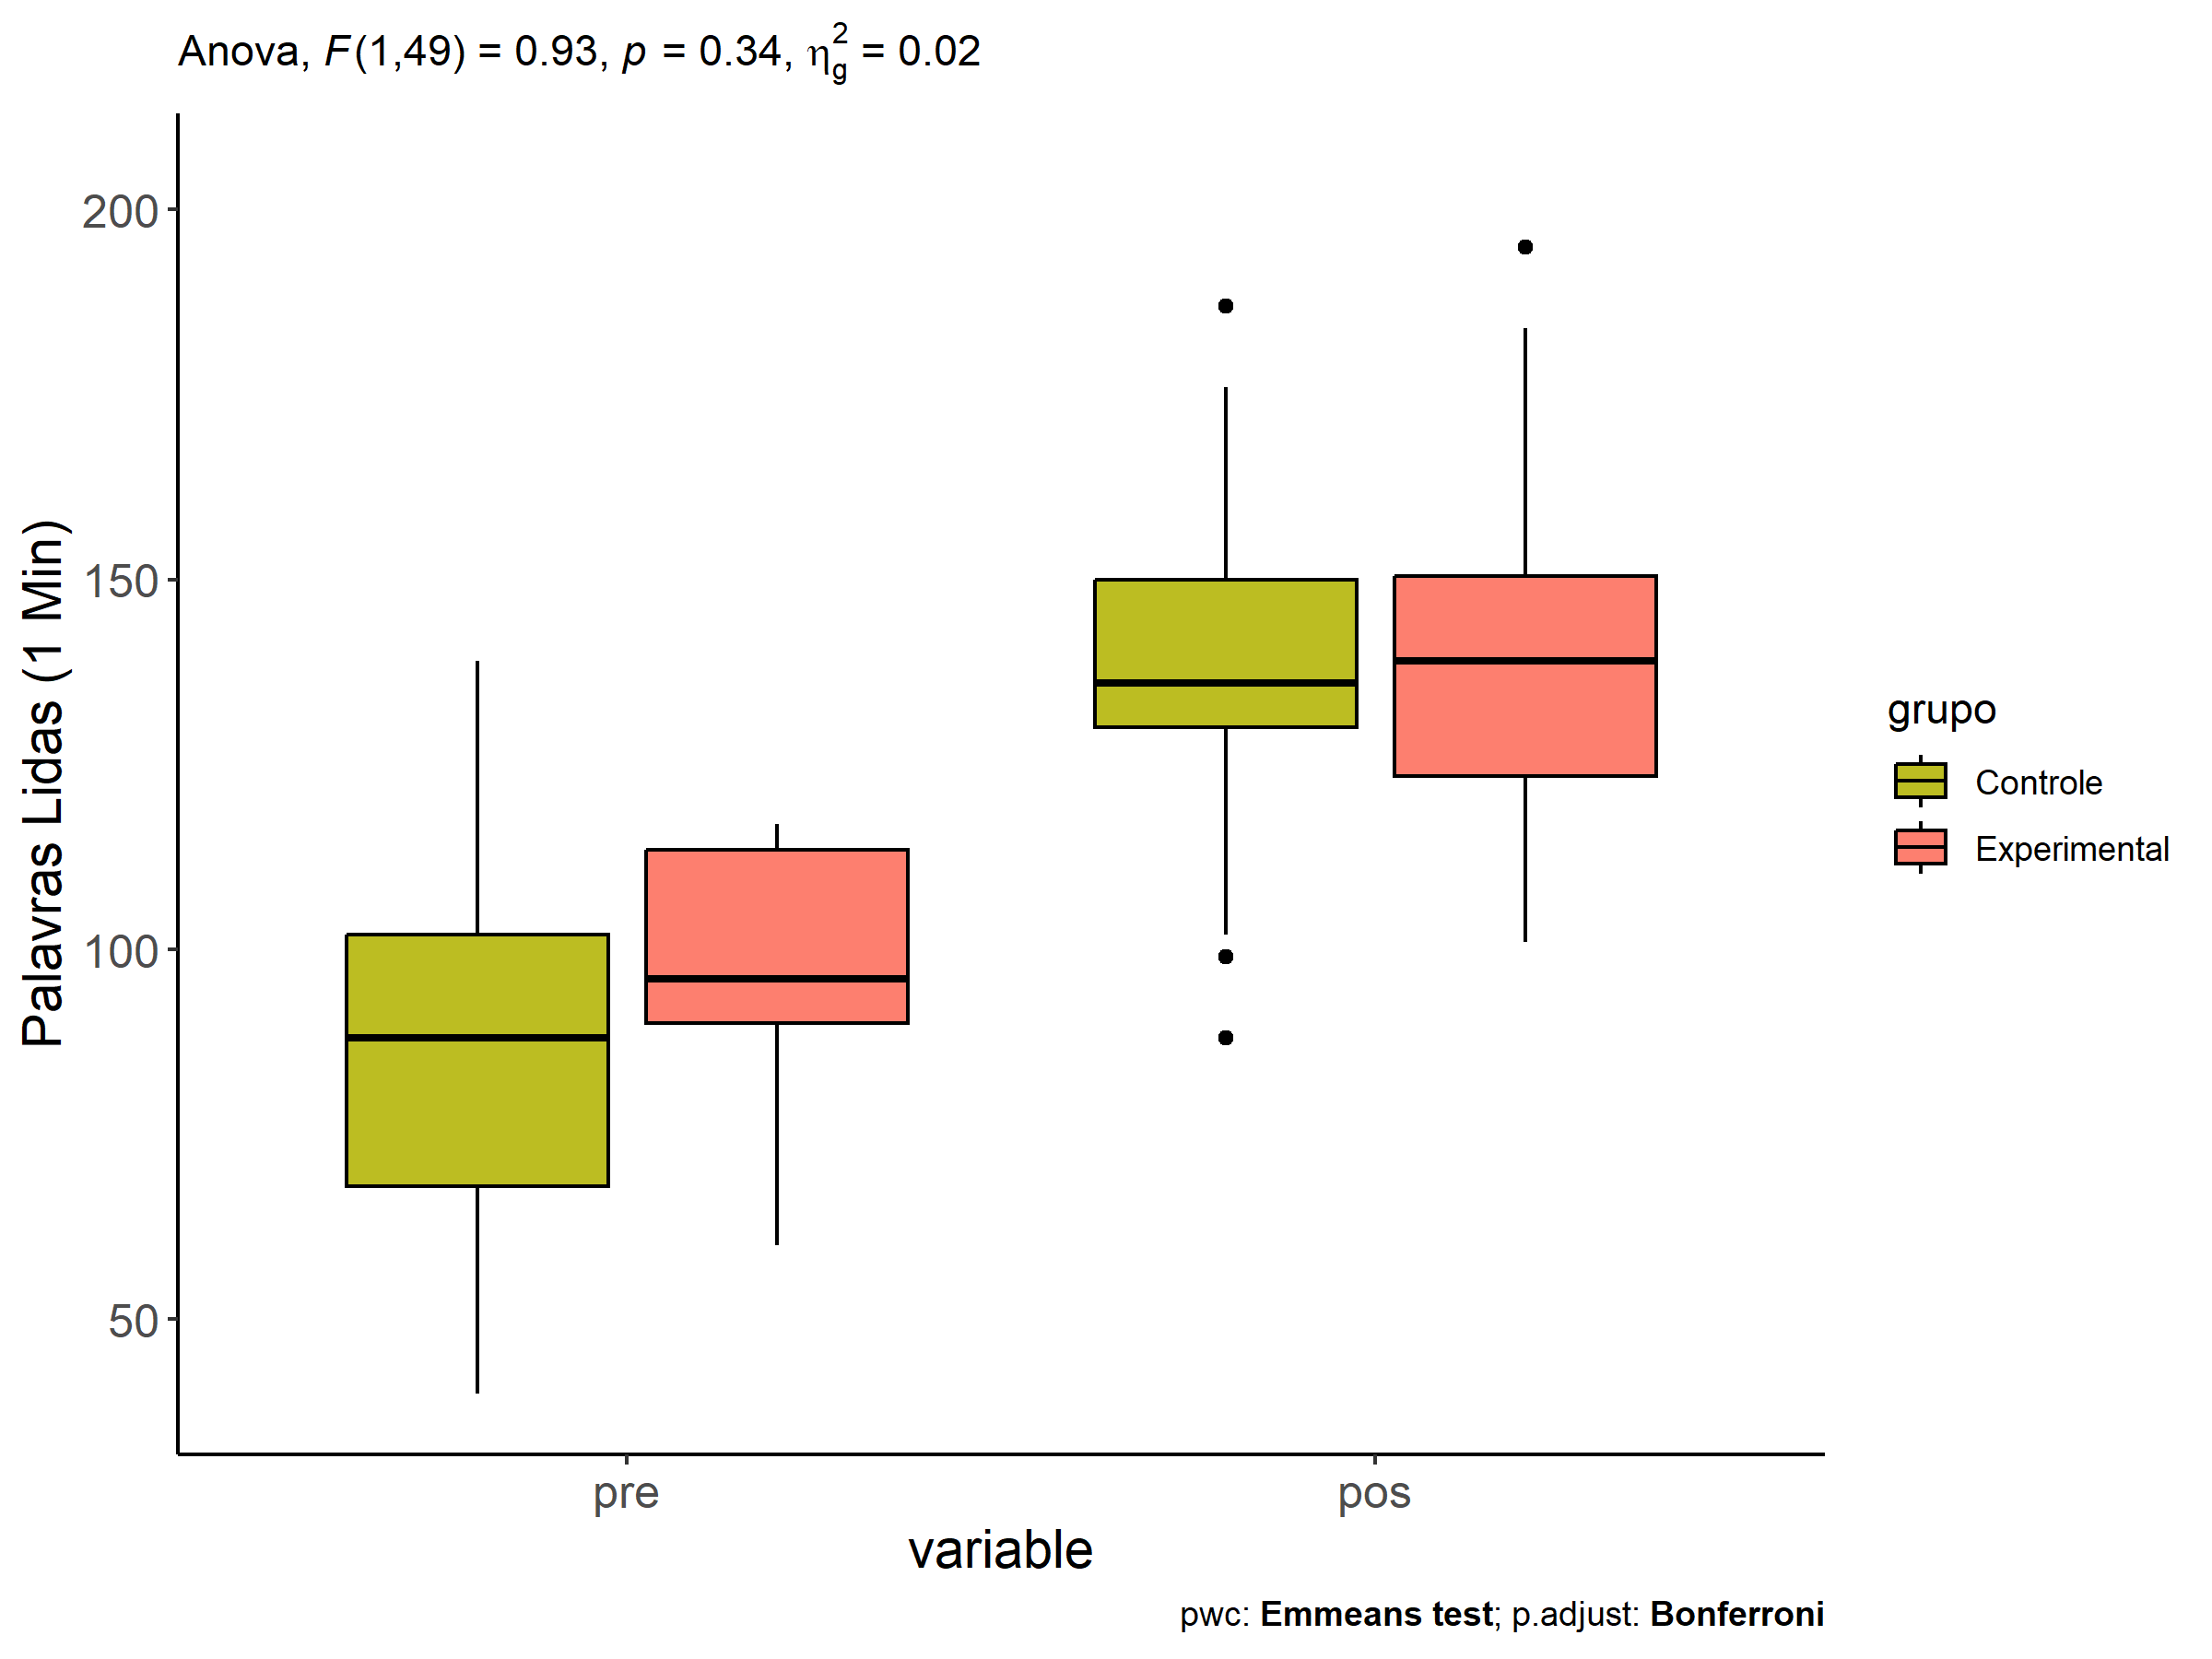 Anova, F(1,49) = 0.93, p = 0.34, η²g = 0.02
Palavras Lidas (1 Min)
200
150
100
50
pre
pos
variable
grupo
Controle
Experimental
pwc: Emmeans test; p.adjust: Bonferroni